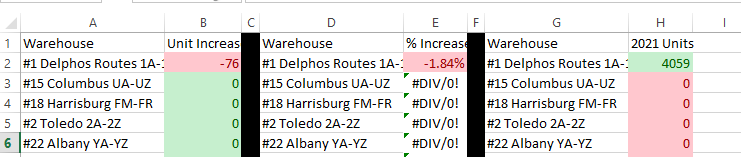 A B C D E F G H I
1 Warehouse Unit Increas Warehouse % Increase Warehouse 2021 Units
2 #1 Delphos Routes 1A-1 -76 #1 Delphos Routes 1A-1 -1.84% #1 Delphos Routes 1A-1 4059
3 #15 Columbus UA-UZ 0 #15 Columbus UA-UZ #DIV/0! #15 Columbus UA-UZ 0
4 #18 Harrisburg FM-FR 0 #18 Harrisburg FM-FR #DIV/0! #18 Harrisburg FM-FR 0
5 #2 Toledo 2A-2Z 0 #2 Toledo 2A-2Z #DIV/0! #2 Toledo 2A-2Z 0
6 #22 Albany YA-YZ 0 #22 Albany YA-YZ #DIV/0! #22 Albany YA-YZ 0